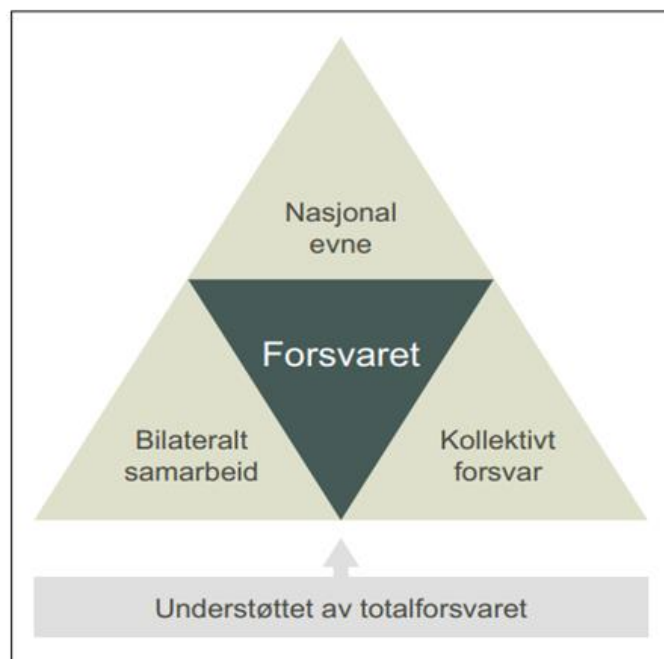 Nasjonal
evne
Forsvaret
Bilateralt
samarbeid
Kollektivt
forsvar
Understøttet av totalforsvaret